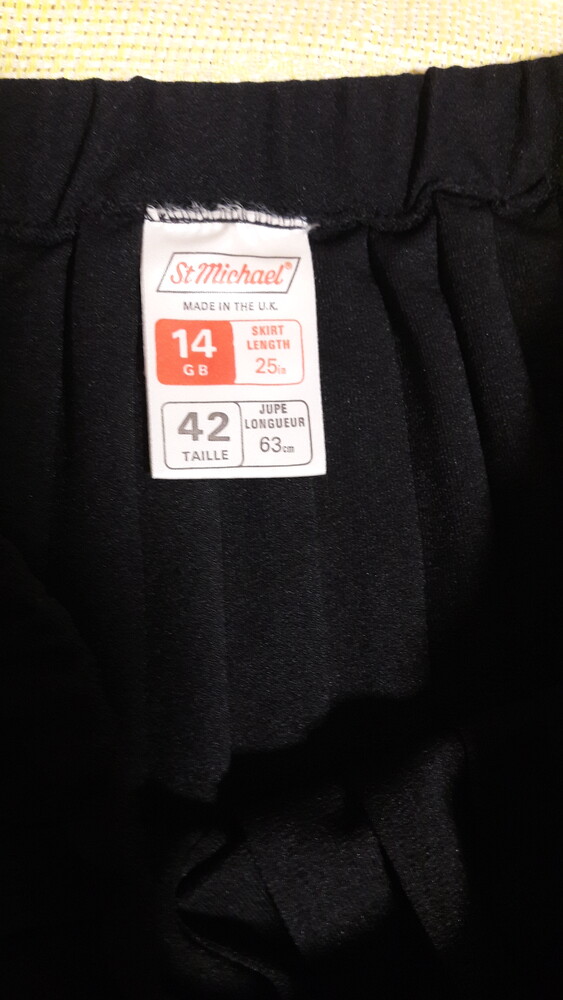 St Michael®
MADE IN THE U.K.
14
GB
SKIRT
LENGTH
25in
42
TAILLE
JUPE
LONGUEUR
63cm